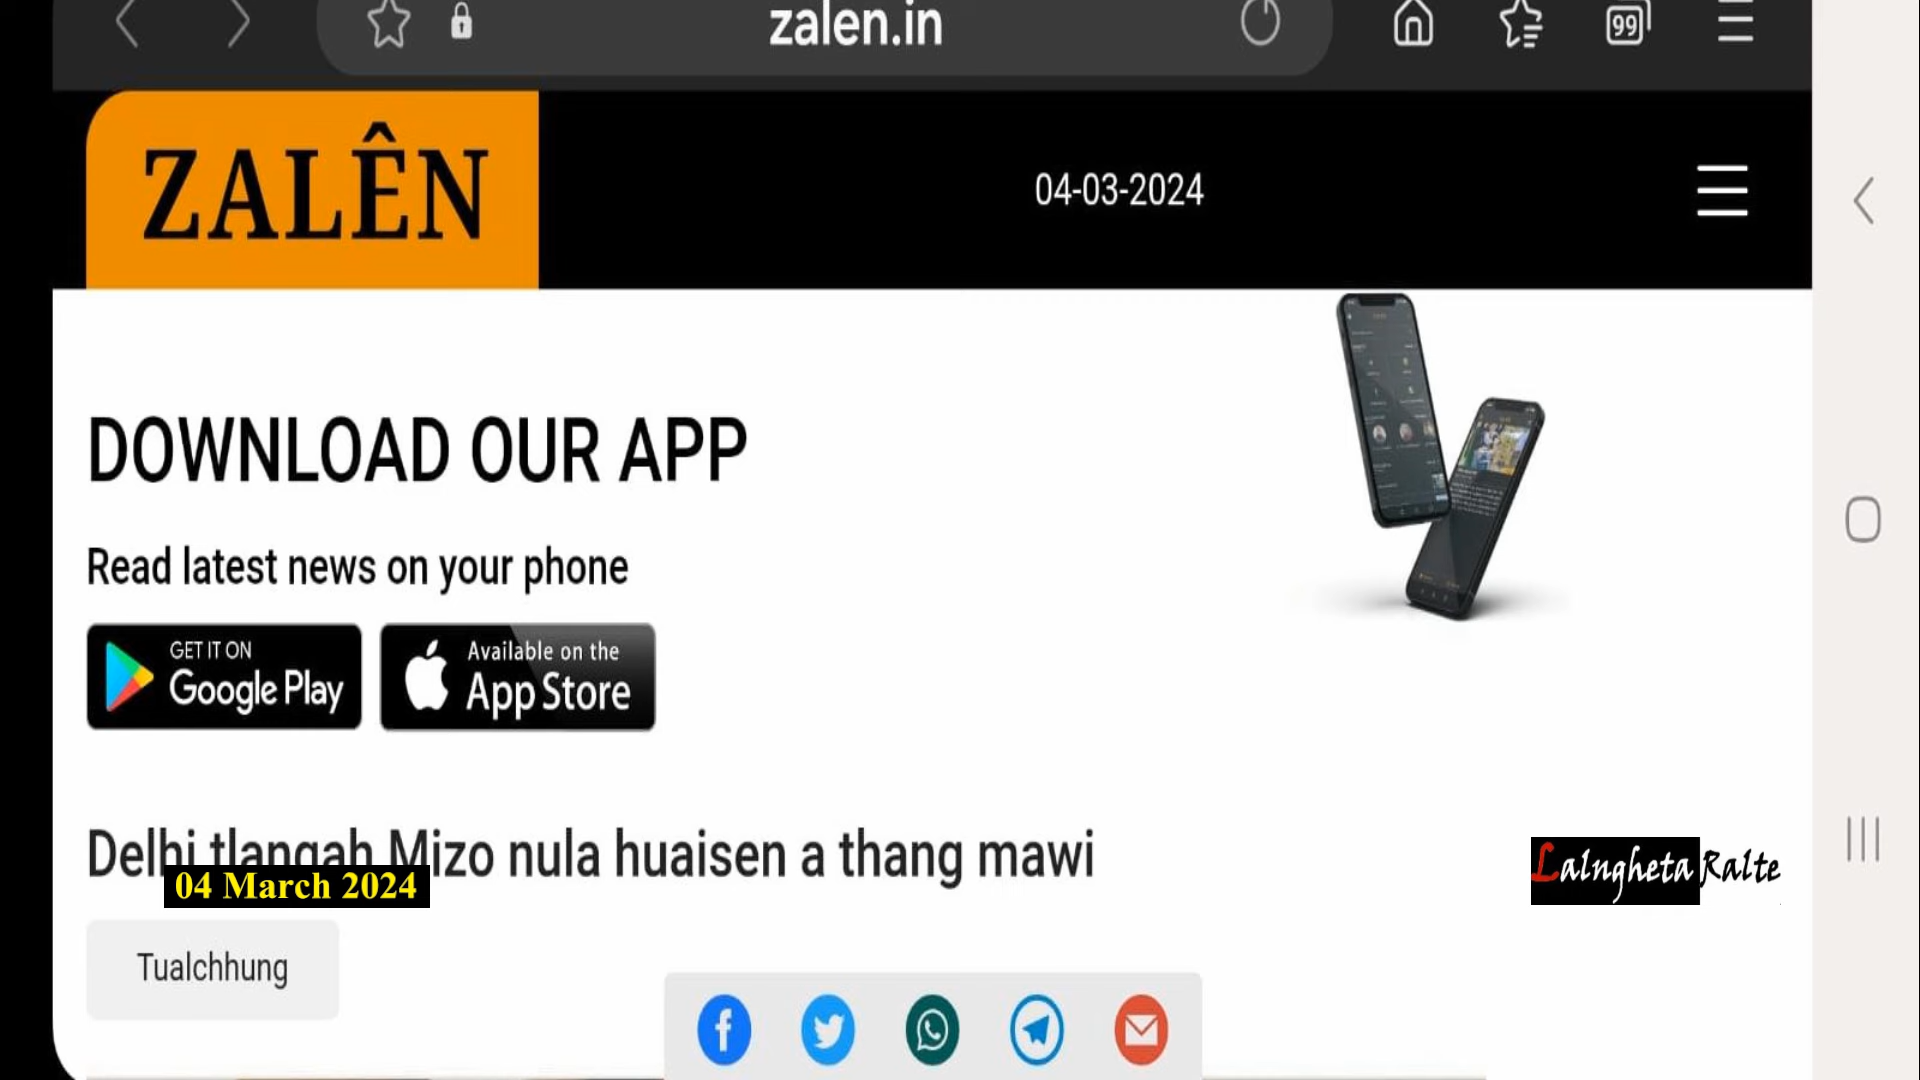 zalen.in
99
ZALÊN
04-03-2024
DOWNLOAD OUR APP
Read latest news on your phone
GET IT ON
Google Play
Available on the
App Store
Delhi tlangah Mizo nula huaisen a thang mawi
04 March 2024
Lalngheta Ralte
Tualchhung